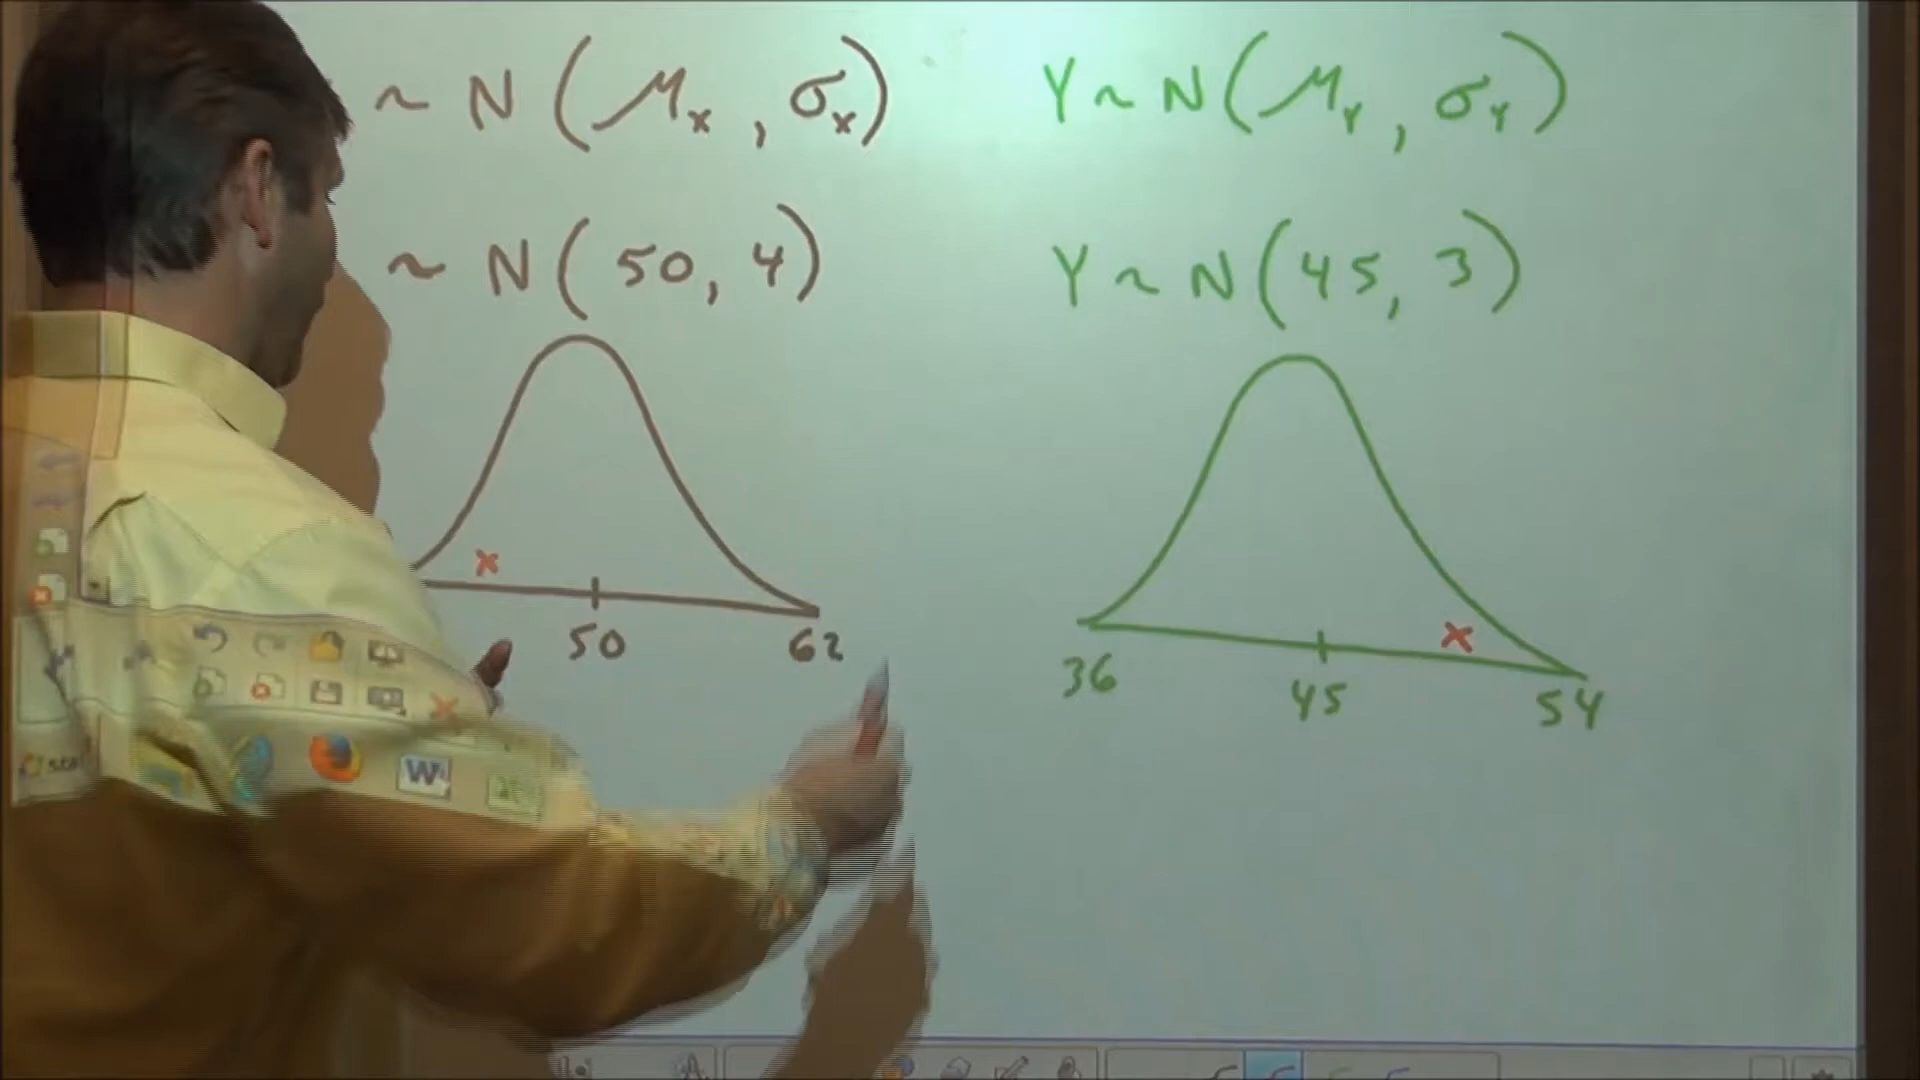 ~ N(μx, σx)
Y ~ N(μY, σY)
~ N(50, 4)
Y ~ N(45, 3)
x
50
62
x
36
45
54
W